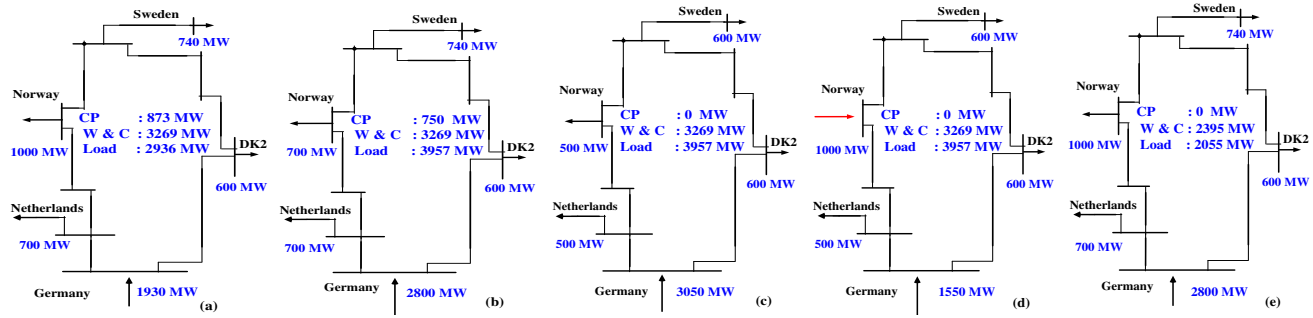 Sweden
740 MW
Norway
CP : 873 MW
W & C : 3269 MW
Load : 2936 MW
1000 MW
DK2
600 MW
Netherlands
700 MW
Germany
1930 MW
(a)
Sweden
740 MW
Norway
CP : 750 MW
W & C : 3269 MW
Load : 3957 MW
700 MW
DK2
600 MW
Netherlands
700 MW
Germany
2800 MW
(b)
Sweden
600 MW
Norway
CP : 0 MW
W & C : 3269 MW
Load : 3957 MW
500 MW
DK2
600 MW
Netherlands
500 MW
Germany
3050 MW
(c)
Sweden
600 MW
Norway
CP : 0 MW
W & C : 3269 MW
Load : 3957 MW
1000 MW
DK2
600 MW
Netherlands
500 MW
Germany
1550 MW
(d)
Sweden
740 MW
Norway
CP : 0 MW
W & C : 2395 MW
Load : 2055 MW
1000 MW
DK2
600 MW
Netherlands
700 MW
Germany
2800 MW
(e)